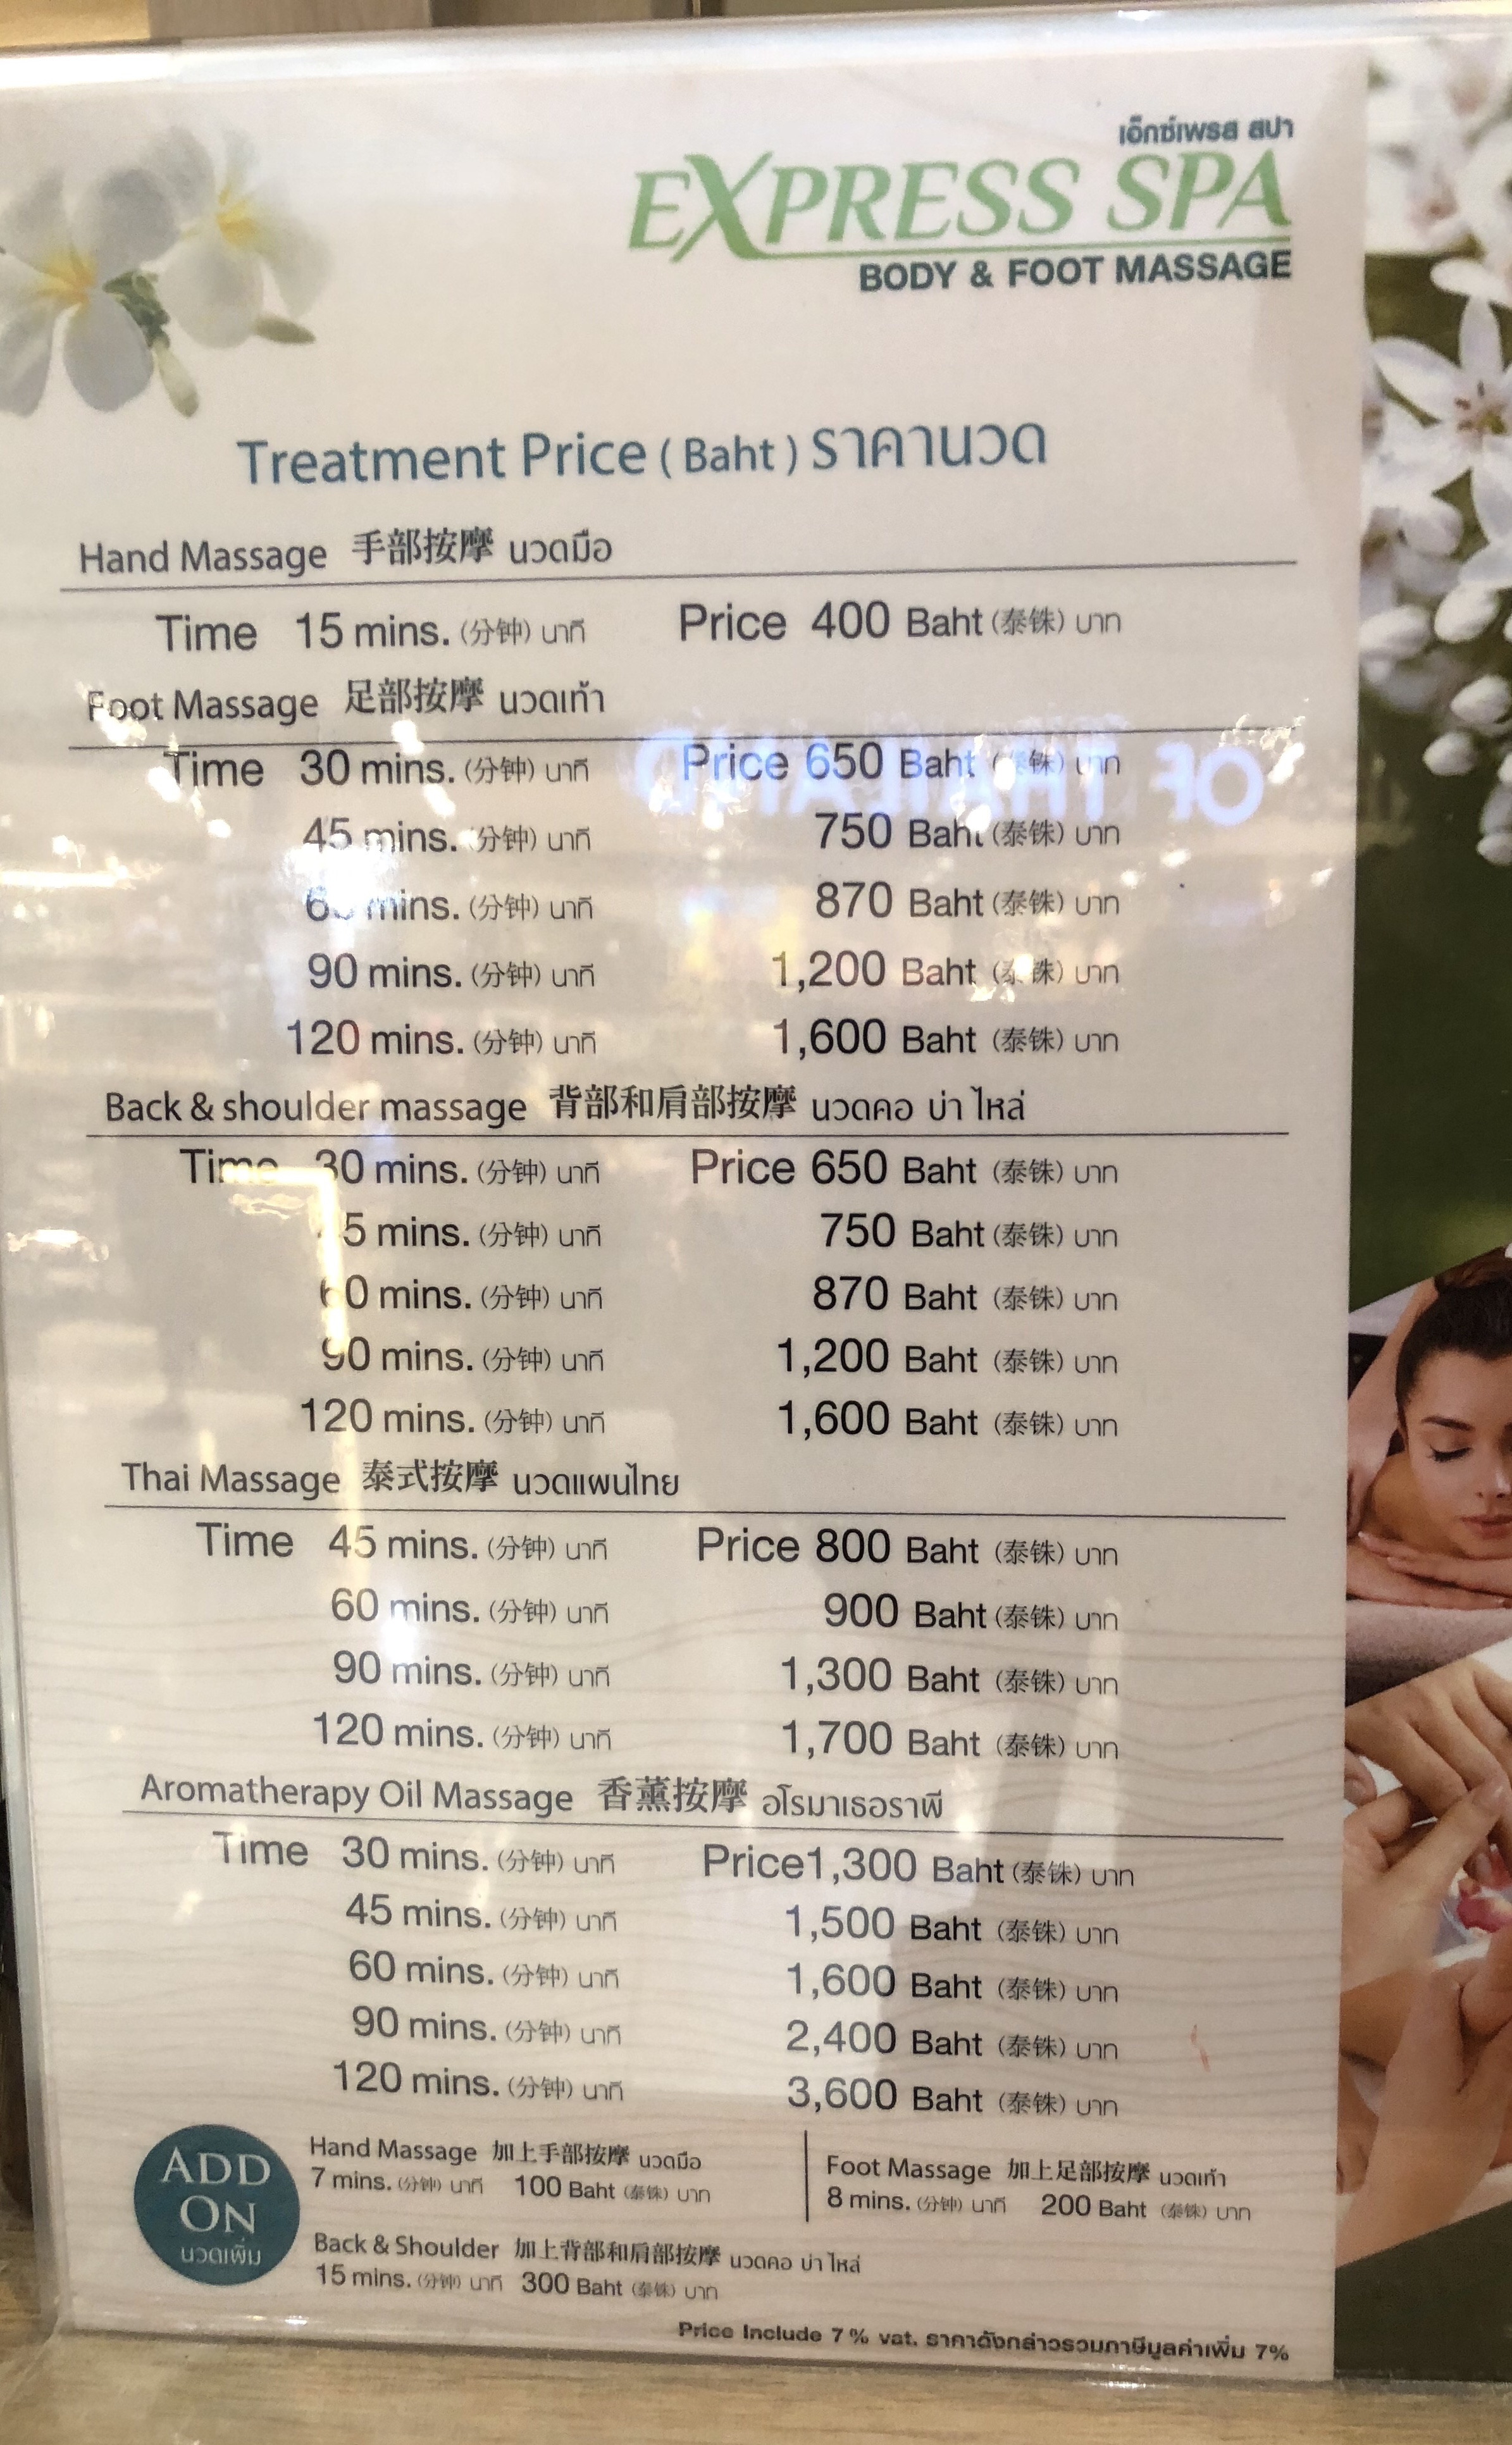 เอ็กซ์เพรส สปา
EXPRESS SPA
BODY & FOOT MASSAGE
Treatment Price ( Baht ) ราคานวด
Hand Massage 手部按摩 นวดมือ
Time 15 mins. (分钟) นาที Price 400 Baht (泰铢) บาท
Foot Massage 足部按摩 นวดเท้า
Time 30 mins. (分钟) นาที Price 650 Baht (泰铢) บาท
45 mins. (分钟) นาที 750 Baht (泰铢) บาท
60 mins. (分钟) นาที 870 Baht (泰铢) บาท
90 mins. (分钟) นาที 1,200 Baht (泰铢) บาท
120 mins. (分钟) นาที 1,600 Baht (泰铢) บาท
Back & shoulder massage 背部和肩部按摩 นวดคอ บ่า ไหล่
Time 30 mins. (分钟) นาที Price 650 Baht (泰铢) บาท
45 mins. (分钟) นาที 750 Baht (泰铢) บาท
60 mins. (分钟) นาที 870 Baht (泰铢) บาท
90 mins. (分钟) นาที 1,200 Baht (泰铢) บาท
120 mins. (分钟) นาที 1,600 Baht (泰铢) บาท
Thai Massage 泰式按摩 นวดแผนไทย
Time 45 mins. (分钟) นาที Price 800 Baht (泰铢) บาท
60 mins. (分钟) นาที 900 Baht (泰铢) บาท
90 mins. (分钟) นาที 1,300 Baht (泰铢) บาท
120 mins. (分钟) นาที 1,700 Baht (泰铢) บาท
Aromatherapy Oil Massage 香薰按摩 อโรมาเธอราพี
Time 30 mins. (分钟) นาที Price 1,300 Baht (泰铢) บาท
45 mins. (分钟) นาที 1,500 Baht (泰铢) บาท
60 mins. (分钟) นาที 1,600 Baht (泰铢) บาท
90 mins. (分钟) นาที 2,400 Baht (泰铢) บาท
120 mins. (分钟) นาที 3,600 Baht (泰铢) บาท
ADD
ON
นวดเพิ่ม
Hand Massage 加上手部按摩 นวดมือ
7 mins. (分钟) นาที 100 Baht (泰铢) บาท
Foot Massage 加上足部按摩 นวดเท้า
8 mins. (分钟) นาที 200 Baht (泰铢) บาท
Back & Shoulder 加上背部和肩部按摩 นวดคอ บ่า ไหล่
15 mins. (分钟) นาที 300 Baht (泰铢) บาท
Price Include 7 % vat. ราคาดังกล่าวรวมภาษีมูลค่าเพิ่ม 7%